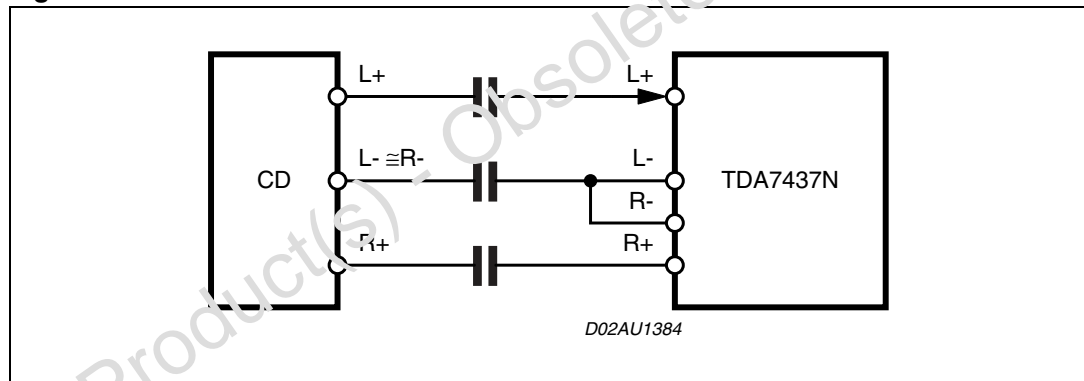 L+ L+
L- ≅R- L-
CD TDA7437N
R-
R+ R+
D02AU1384
Product(s) - Obsolete